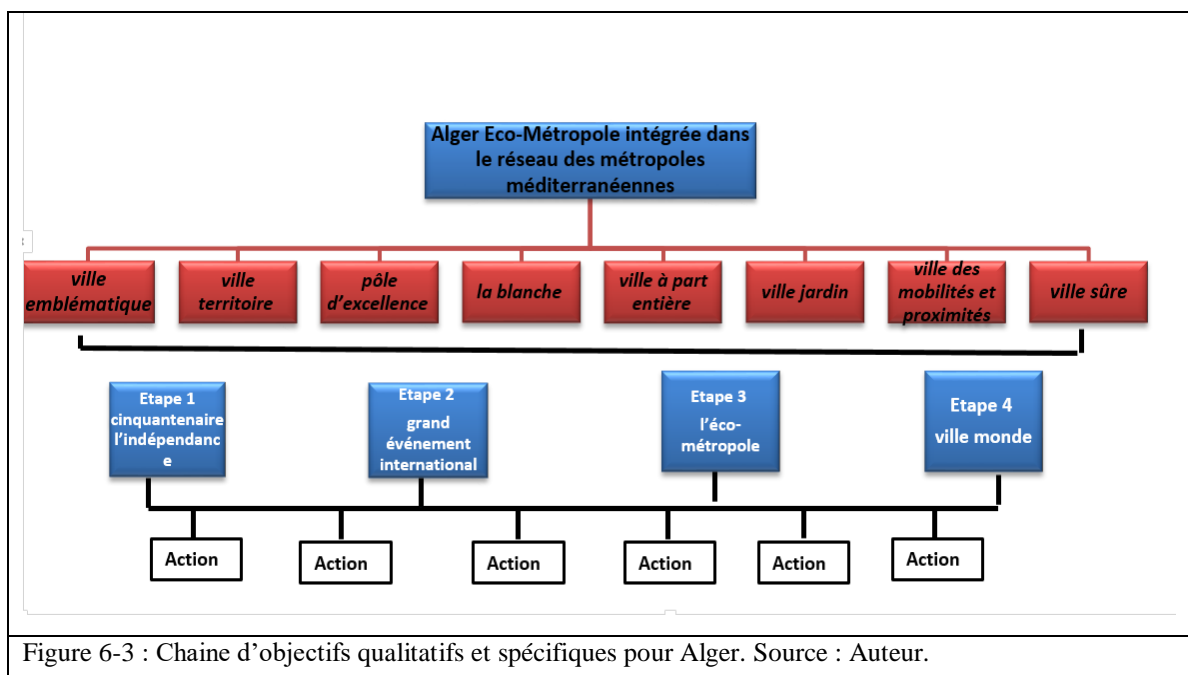 Alger Eco-Métropole intégrée dans
le réseau des métropoles
méditerranéennes
ville
emblématique
ville
territoire
pôle
d'excellence
la blanche
ville à part
entière
ville jardin
ville des
mobilités et
proximités
ville sûre
Etape 1
cinquantenaire
l'indépendanc
e
Etape 2
grand
événement
international
Etape 3
l'éco-
métropole
Etape 4
ville monde
Action
Action
Action
Action
Action
Action
Figure 6-3 : Chaine d'objectifs qualitatifs et spécifiques pour Alger. Source : Auteur.